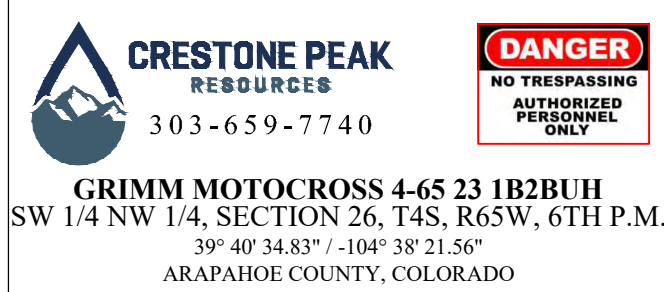 CRESTONE PEAK
RESOURCES
303-659-7740
DANGER
NO TRESPASSING
AUTHORIZED
PERSONNEL
ONLY
GRIMM MOTOCROSS 4-65 23 1B2BUH
SW 1/4 NW 1/4, SECTION 26, T4S, R65W, 6TH P.M.
39° 40' 34.83" / -104° 38' 21.56"
ARAPAHOE COUNTY, COLORADO